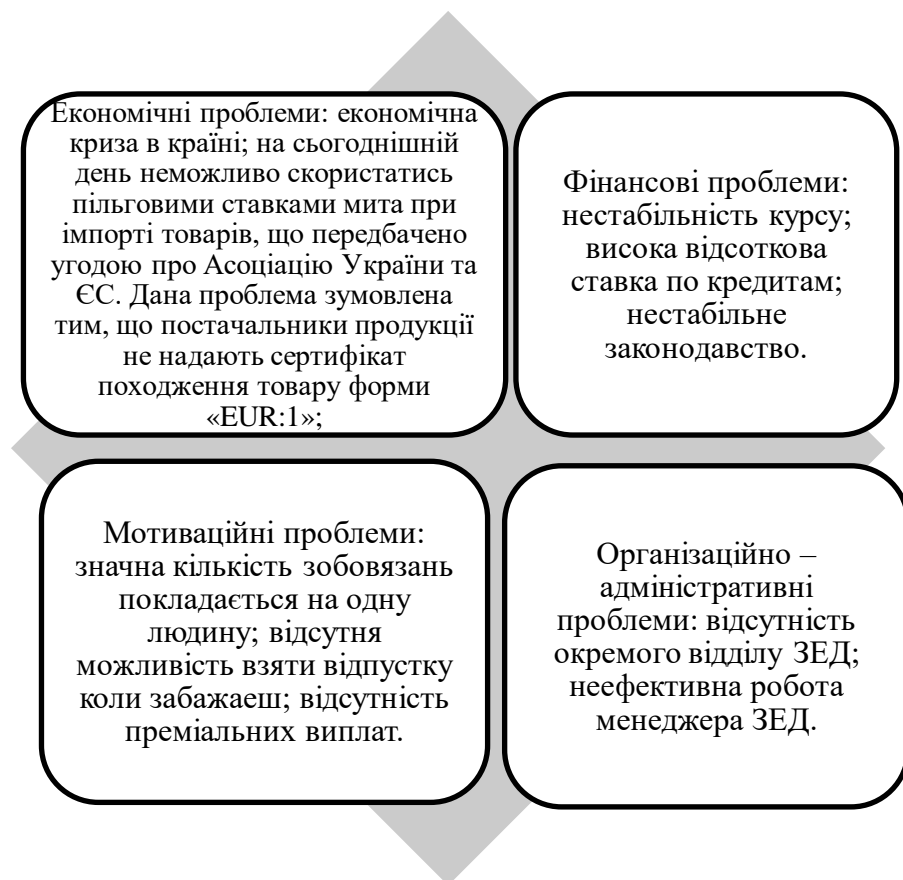 Економічні проблеми: економічна
криза в країні; на сьогоднішній
день неможливо скористатись
пільговими ставками мита при
імпорті товарів, що передбачено
угодою про Асоціацію України та
ЄС. Дана проблема зумовлена
тим, що постачальники продукції
не надають сертифікат
походження товару форми
«EUR:1»;
Фінансові проблеми:
нестабільність курсу;
висока відсоткова
ставка по кредитам;
нестабільне
законодавство.
Мотиваційні проблеми:
значна кількість зобовязань
покладається на одну
людину; відсутня
можливість взяти відпустку
коли забажаеш; відсутність
преміальних виплат.
Організаційно –
адміністративні
проблеми: відсутність
окремого відділу ЗЕД;
неефективна робота
менеджера ЗЕД.